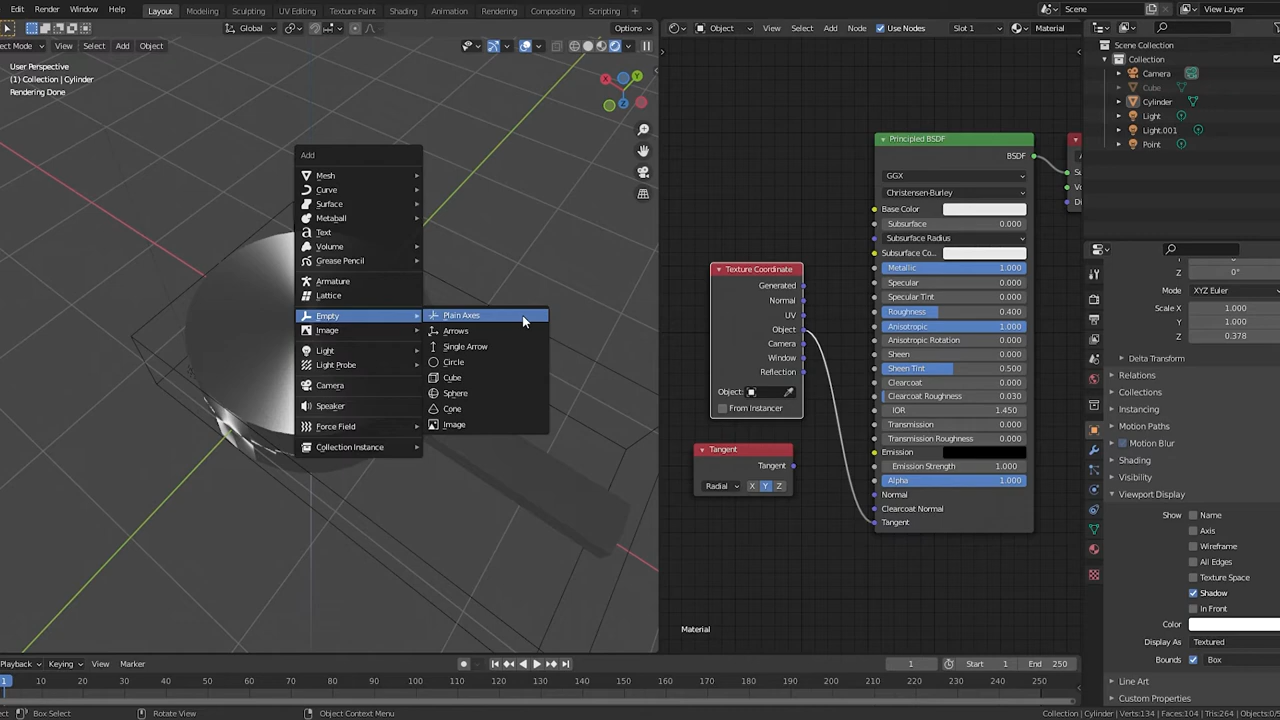 Edit Render Window Help Layout Modeling Sculpting UV Editing Texture Paint Shading Animation Rendering Compositing Scripting Scene View Layer
Global Options Object View Select Add Node Use Nodes Slot 1 Material
View Select Add Object
User Perspective
(1) Collection | Cylinder
Rendering Done
X
Y
Z
Add
Mesh
Curve
Surface
Metaball
Text
Volume
Grease Pencil
Armature
Lattice
Empty
Image
Light
Light Probe
Camera
Speaker
Force Field
Collection Instance
Plain Axes
Arrows
Single Arrow
Circle
Cube
Sphere
Cone
Image
Texture Coordinate
Generated
Normal
UV
Object
Camera
Window
Reflection
Object:
From Instancer
Tangent
Tangent
Radial X Y Z
Principled BSDF
BSDF
GGX
Christensen-Burley
Base Color
Subsurface 0.000
Subsurface Radius
Subsurface Co...
Metallic 1.000
Specular 0.000
Specular Tint 0.000
Roughness 0.400
Anisotropic 1.000
Anisotropic Rotation 0.000
Sheen 0.000
Sheen Tint 0.500
Clearcoat 0.000
Clearcoat Roughness 0.030
IOR 1.450
Transmission 0.000
Transmission Roughness 0.000
Emission
Emission Strength 1.000
Alpha 1.000
Normal
Clearcoat Normal
Tangent
Material
Scene Collection
Collection
Camera
Cube
Cylinder
Light
Light.001
Point
Z 0°
Mode XYZ Euler
Scale X 1.000
Y 1.000
Z 0.378
Delta Transform
Relations
Collections
Instancing
Motion Paths
Motion Blur
Shading
Visibility
Viewport Display
Show Name
Axis
Wireframe
All Edges
Texture Space
Shadow
In Front
Color
Display As Textured
Bounds Box
Line Art
Custom Properties
Playback Keying View Marker 1 Start 1 End 250
1 10 20 30 40 50 60 70 80 90 100 110 120 130 140 150 160 170 180 190 200 210 220 230 240 250
Box Select Rotate View Object Context Menu Collection | Cylinder | Verts:134 | Faces:104 | Tris:264 | Objects:0/5